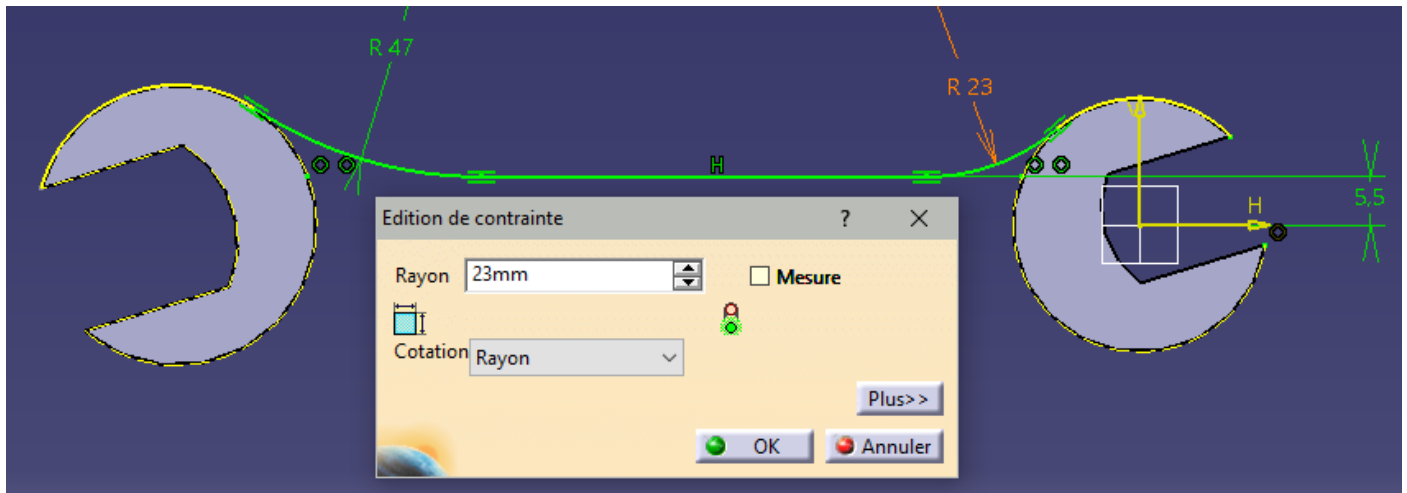 R 47
R 23
H
5,5
V
H
Edition de contrainte ? ×
Rayon 23mm Mesure
Cotation Rayon
Plus>>
OK Annuler